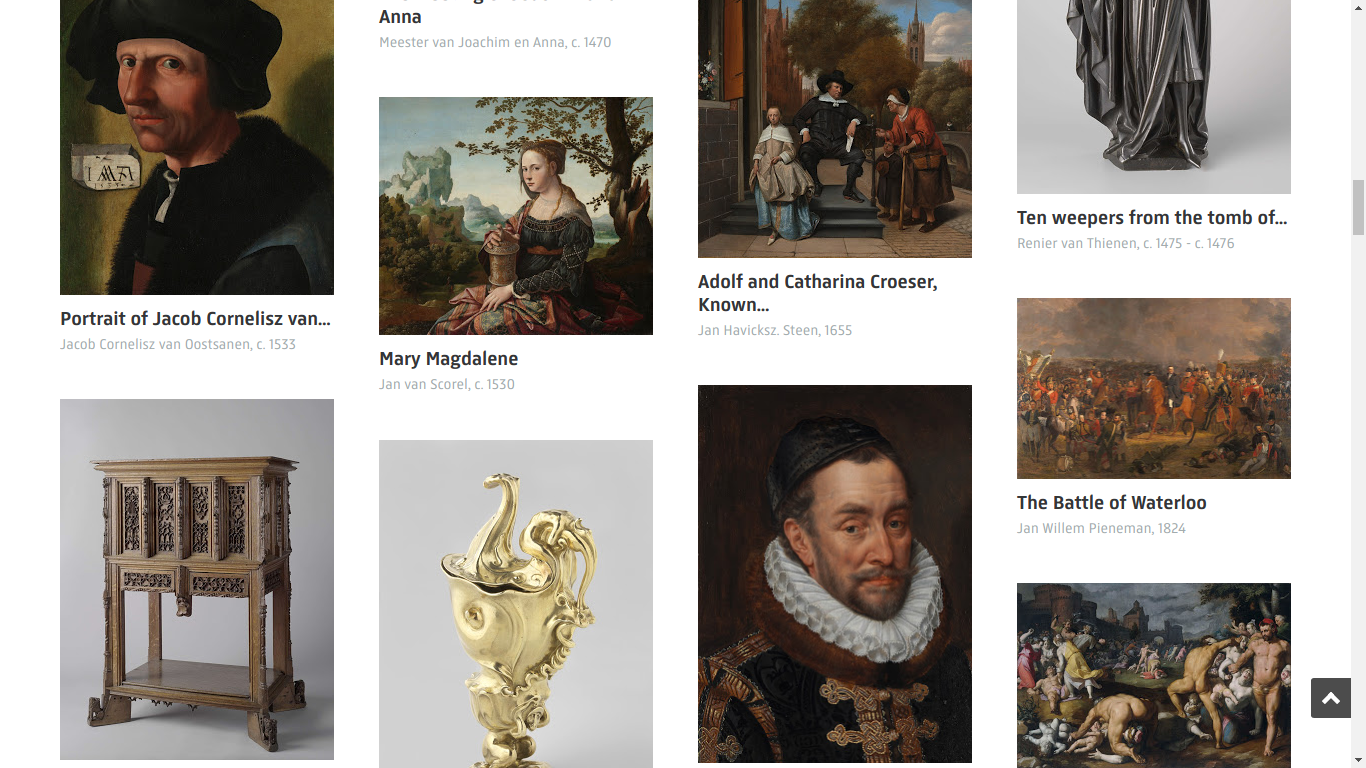 Portrait of Jacob Cornelisz van...
Jacob Cornelisz van Oostsanen, c. 1533
Anna
Meester van Joachim en Anna, c. 1470
Mary Magdalene
Jan van Scorel, c. 1530
Adolf and Catharina Croeser,
Known...
Jan Havicksz. Steen, 1655
Ten weepers from the tomb of...
Renier van Thienen, c. 1475 - c. 1476
The Battle of Waterloo
Jan Willem Pieneman, 1824